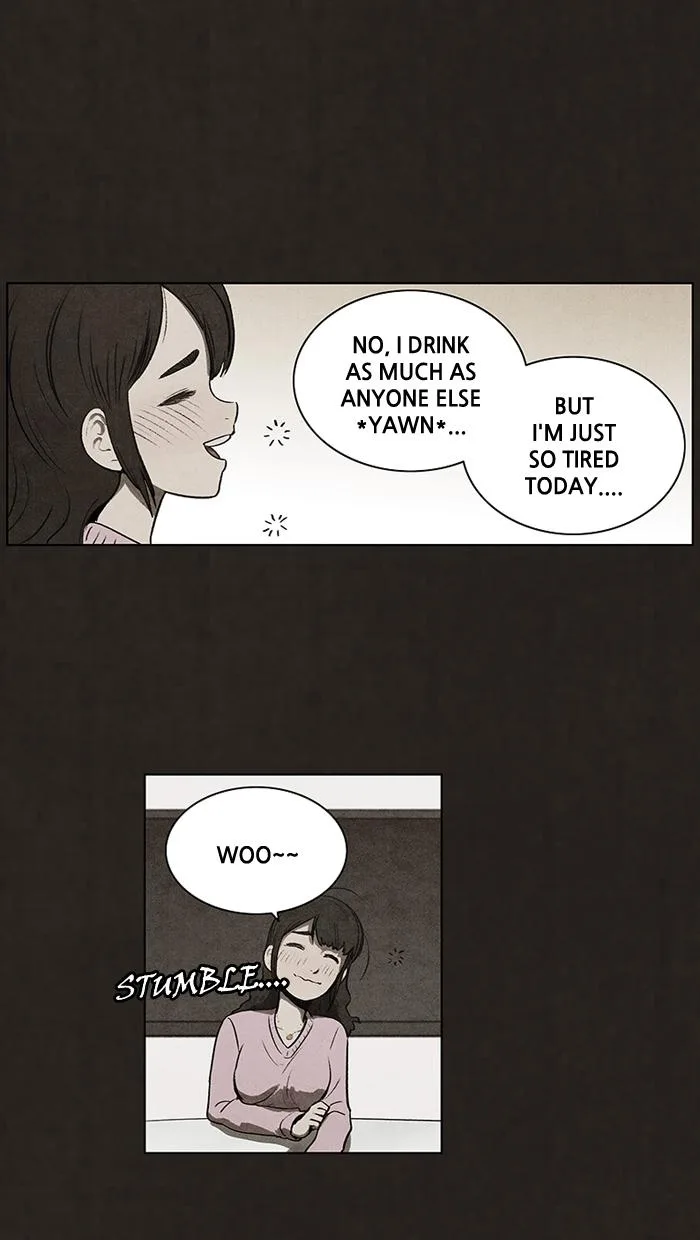 NO, I DRINK
AS MUCH AS
ANYONE ELSE
*YAWN*...
BUT
I'M JUST
SO TIRED
TODAY....
WOO~~
STUMBLE....